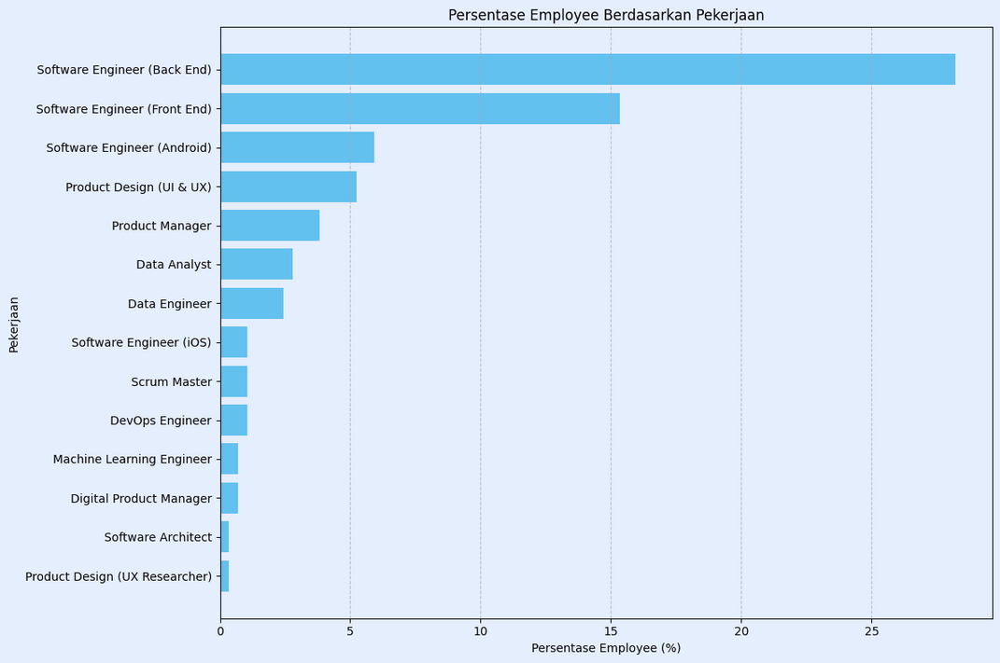 Persentase Employee Berdasarkan Pekerjaan
Pekerjaan
Software Engineer (Back End)
Software Engineer (Front End)
Software Engineer (Android)
Product Design (UI & UX)
Product Manager
Data Analyst
Data Engineer
Software Engineer (iOS)
Scrum Master
DevOps Engineer
Machine Learning Engineer
Digital Product Manager
Software Architect
Product Design (UX Researcher)
0 5 10 15 20 25
Persentase Employee (%)